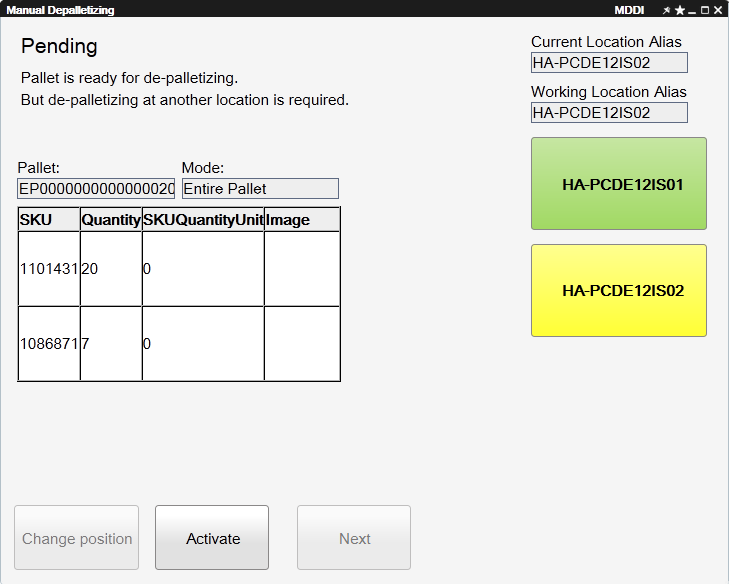 Manual Depalletizing MDDI
Pending
Pallet is ready for de-palletizing.
But de-palletizing at another location is required.
Current Location Alias
HA-PCDE12IS02
Working Location Alias
HA-PCDE12IS02
HA-PCDE12IS01
HA-PCDE12IS02
Pallet: Mode:
EP0000000000000020 Entire Pallet
SKU Quantity SKUQuantityUnit Image
1101431 20 0
1086871 7 0
Change position Activate Next